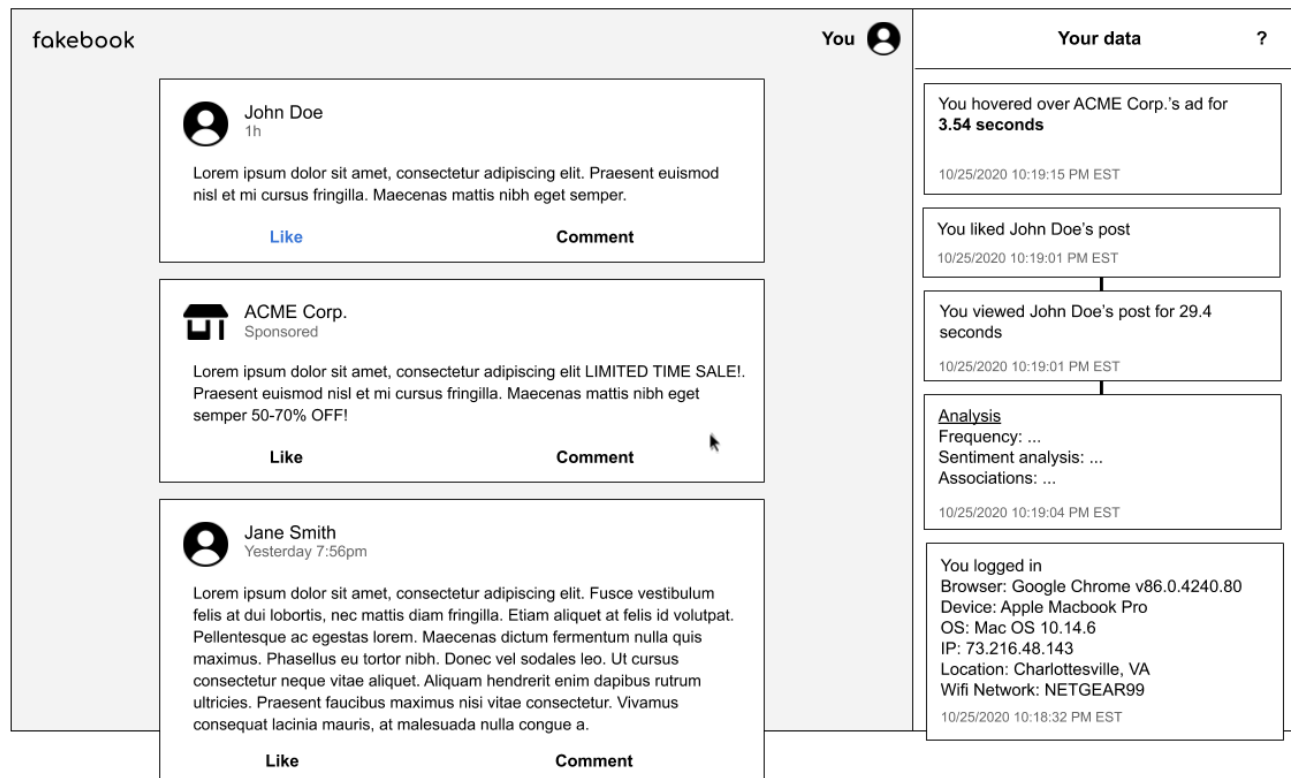 fakebook
You
John Doe
1h
Lorem ipsum dolor sit amet, consectetur adipiscing elit. Praesent euismod
nisl et mi cursus fringilla. Maecenas mattis nibh eget semper.
Like
Comment
ACME Corp.
Sponsored
Lorem ipsum dolor sit amet, consectetur adipiscing elit LIMITED TIME SALE!.
Praesent euismod nisl et mi cursus fringilla. Maecenas mattis nibh eget
semper 50-70% OFF!
Like
Comment
Jane Smith
Yesterday 7:56pm
Lorem ipsum dolor sit amet, consectetur adipiscing elit. Fusce vestibulum
felis at dui lobortis, nec mattis diam fringilla. Etiam aliquet at felis id volutpat.
Pellentesque ac egestas lorem. Maecenas dictum fermentum nulla quis
maximus. Phasellus eu tortor nibh. Donec vel sodales leo. Ut cursus
consectetur neque vitae aliquet. Aliquam hendrerit enim dapibus rutrum
ultricies. Praesent faucibus maximus nisi vitae consectetur. Vivamus
consequat lacinia mauris, at malesuada nulla congue a.
Like
Comment
Your data
?
You hovered over ACME Corp.'s ad for
3.54 seconds
10/25/2020 10:19:15 PM EST
You liked John Doe's post
10/25/2020 10:19:01 PM EST
You viewed John Doe's post for 29.4
seconds
10/25/2020 10:19:01 PM EST
Analysis
Frequency: ...
Sentiment analysis: ...
Associations: ...
10/25/2020 10:19:04 PM EST
You logged in
Browser: Google Chrome v86.0.4240.80
Device: Apple Macbook Pro
OS: Mac OS 10.14.6
IP: 73.216.48.143
Location: Charlottesville, VA
Wifi Network: NETGEAR99
10/25/2020 10:18:32 PM EST